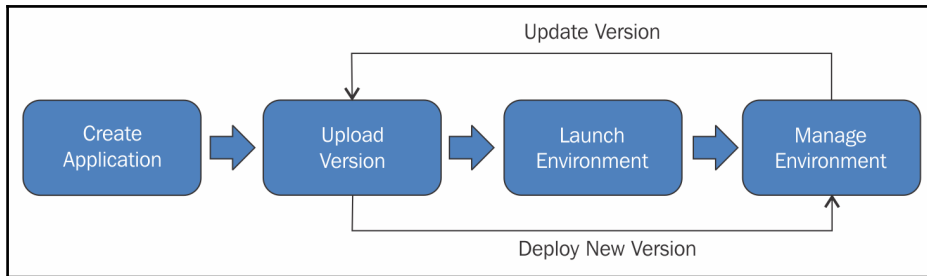 Update Version
Create
Application
Upload
Version
Launch
Environment
Manage
Environment
Deploy New Version